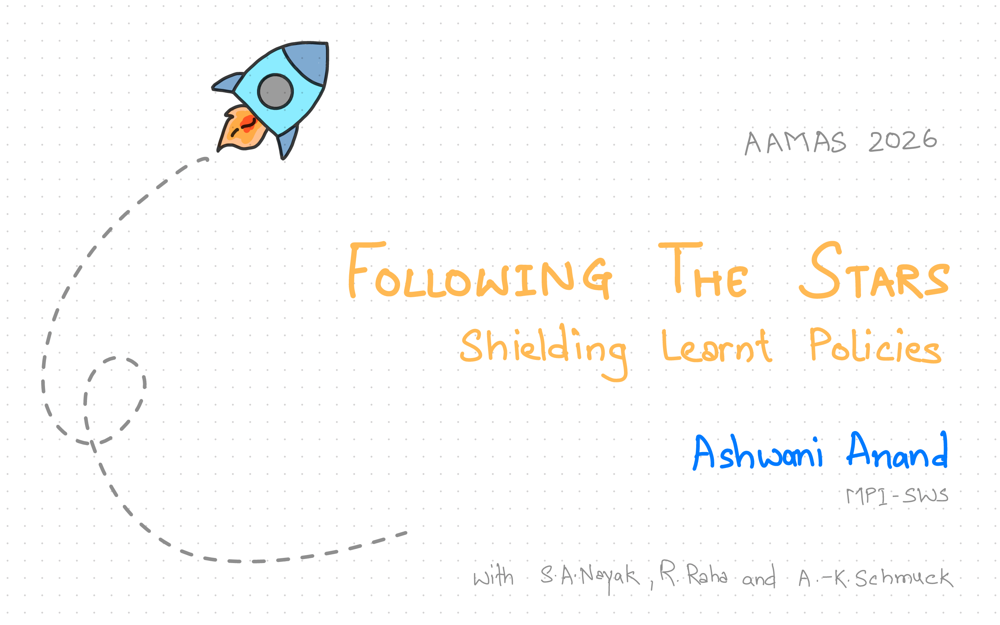 AAMAS 2026
FOLLOWING THE STARS
Shielding Learnt Policies
Ashwani Anand
MPI-SWS
with S.P.Nayak, R. Raha and A.-K. Schmuck